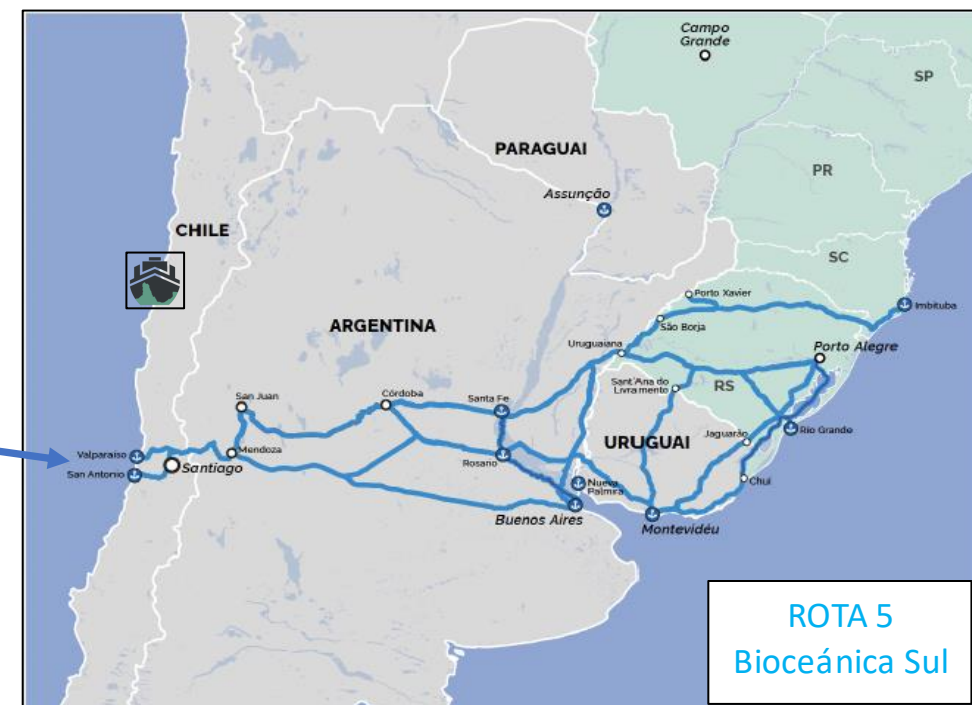 Campo
Grande
SP
PARAGUAI
PR
Assunção
CHILE
SC
Porto Xavier
Imbituba
São Borja
ARGENTINA
Uruguaiana
Porto Alegre
Sant'Ana do
Livramento
RS
San Juan
Córdoba
Santa Fe
Rio Grande
Jaguarão
URUGUAI
Valparaíso
Mendoza
Rosario
Santiago
San Antonio
Chuí
Nueva
Palmira
Buenos Aires
Montevidéu
ROTA 5
Bioceánica Sul